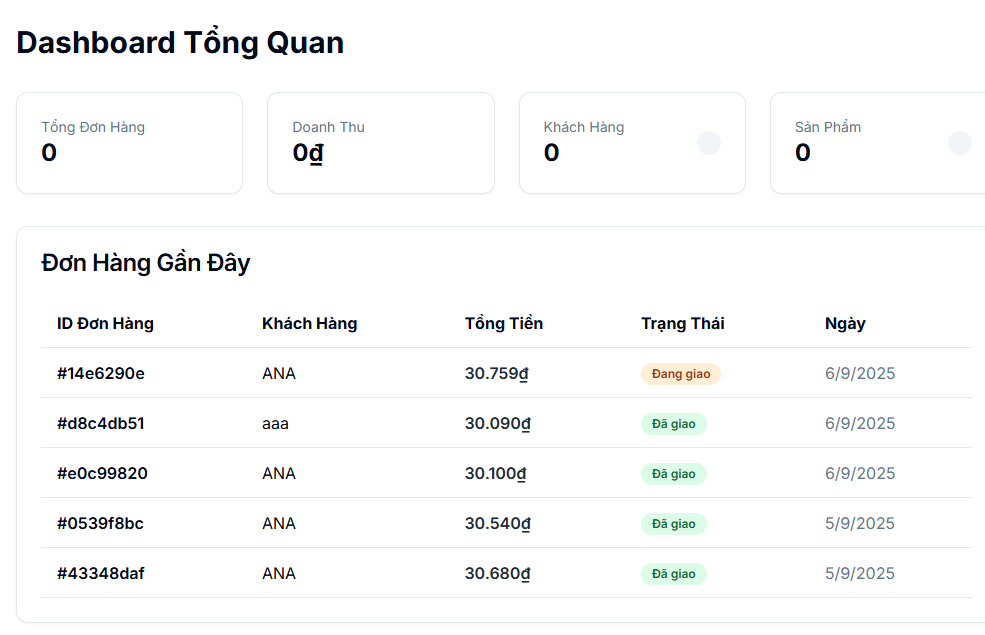 Dashboard Tổng Quan
Tổng Đơn Hàng
0
Doanh Thu
0₫
Khách Hàng
0
Sản Phẩm
0
Đơn Hàng Gần Đây
ID Đơn Hàng Khách Hàng Tổng Tiền Trạng Thái Ngày
#14e6290e ANA 30.759₫ Đang giao 6/9/2025
#d8c4db51 aaa 30.090₫ Đã giao 6/9/2025
#e0c99820 ANA 30.100₫ Đã giao 6/9/2025
#0539f8bc ANA 30.540₫ Đã giao 5/9/2025
#43348daf ANA 30.680₫ Đã giao 5/9/2025